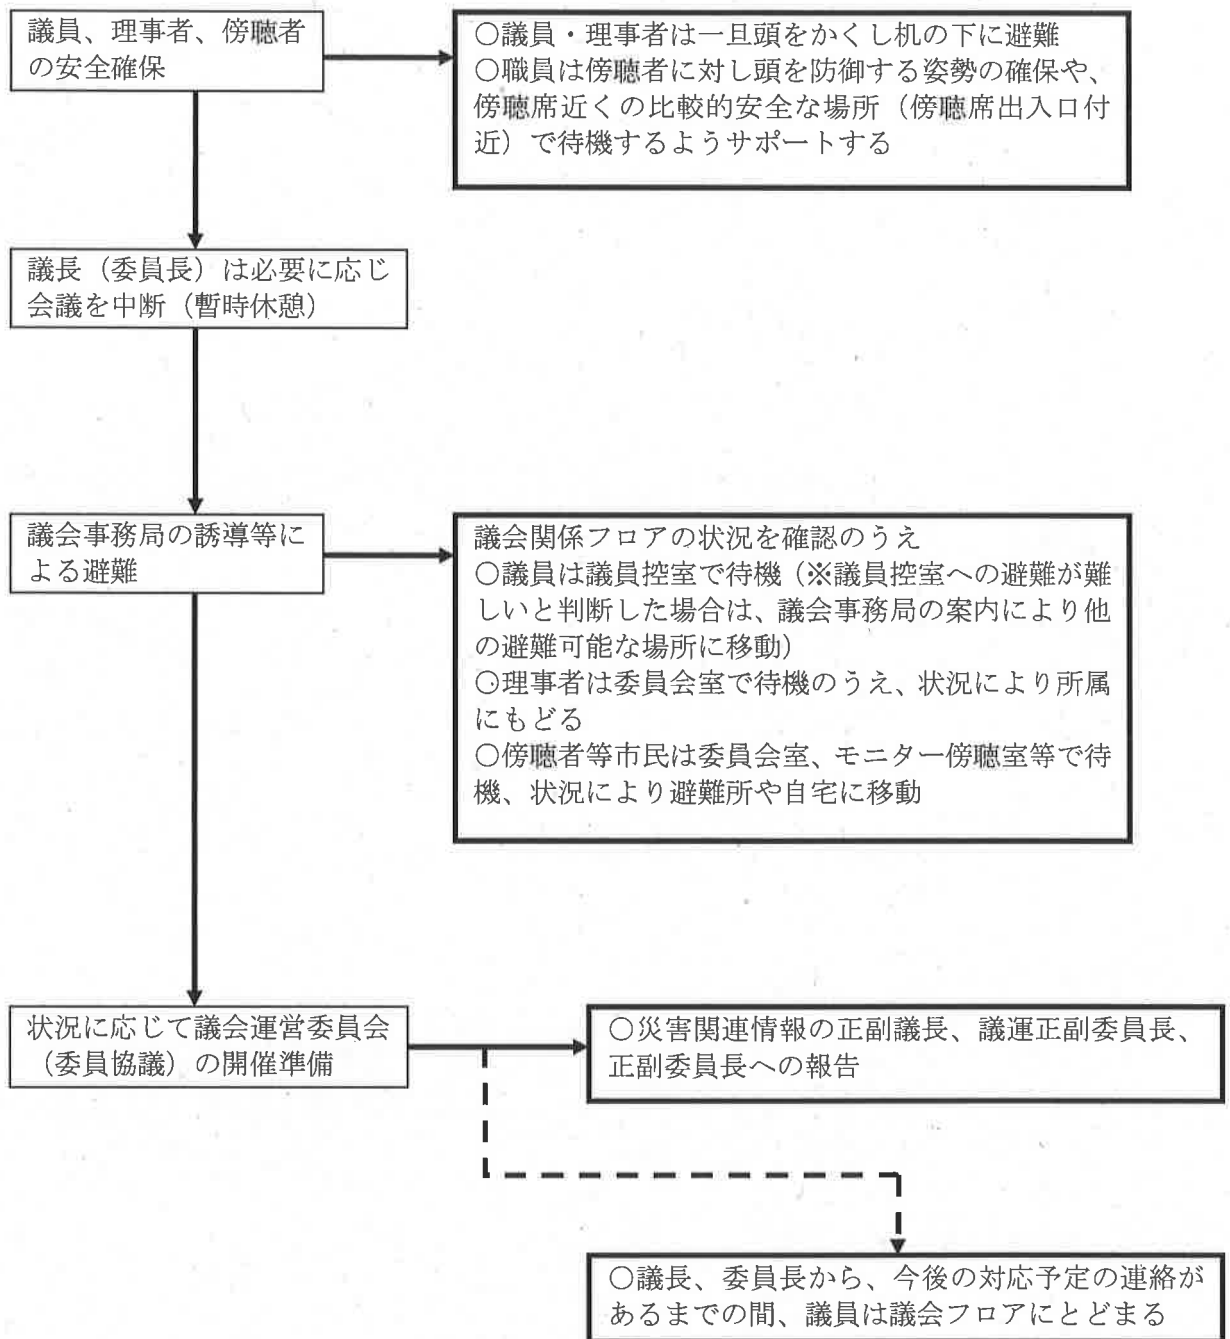 議員、理事者、傍聴者
の安全確保
○議員・理事者は一旦頭をかくし机の下に避難
○職員は傍聴者に対し頭を防御する姿勢の確保や、
傍聴席近くの比較的安全な場所（傍聴席出入口付
近）で待機するようサポートする
議長（委員長）は必要に応じ
会議を中断（暫時休憩）
議会事務局の誘導等に
よる避難
議会関係フロアの状況を確認のうえ
○議員は議員控室で待機（※議員控室への避難が難
しいと判断した場合は、議会事務局の案内により他
の避難可能な場所に移動）
○理事者は委員会室で待機のうえ、状況により所属
にもどる
○傍聴者等市民は委員会室、モニター傍聴室等で待
機、状況により避難所や自宅に移動
状況に応じて議会運営委員会
（委員協議）の開催準備
○災害関連情報の正副議長、議運正副委員長、
正副委員長への報告
○議長、委員長から、今後の対応予定の連絡が
あるまでの間、議員は議会フロアにとどまる